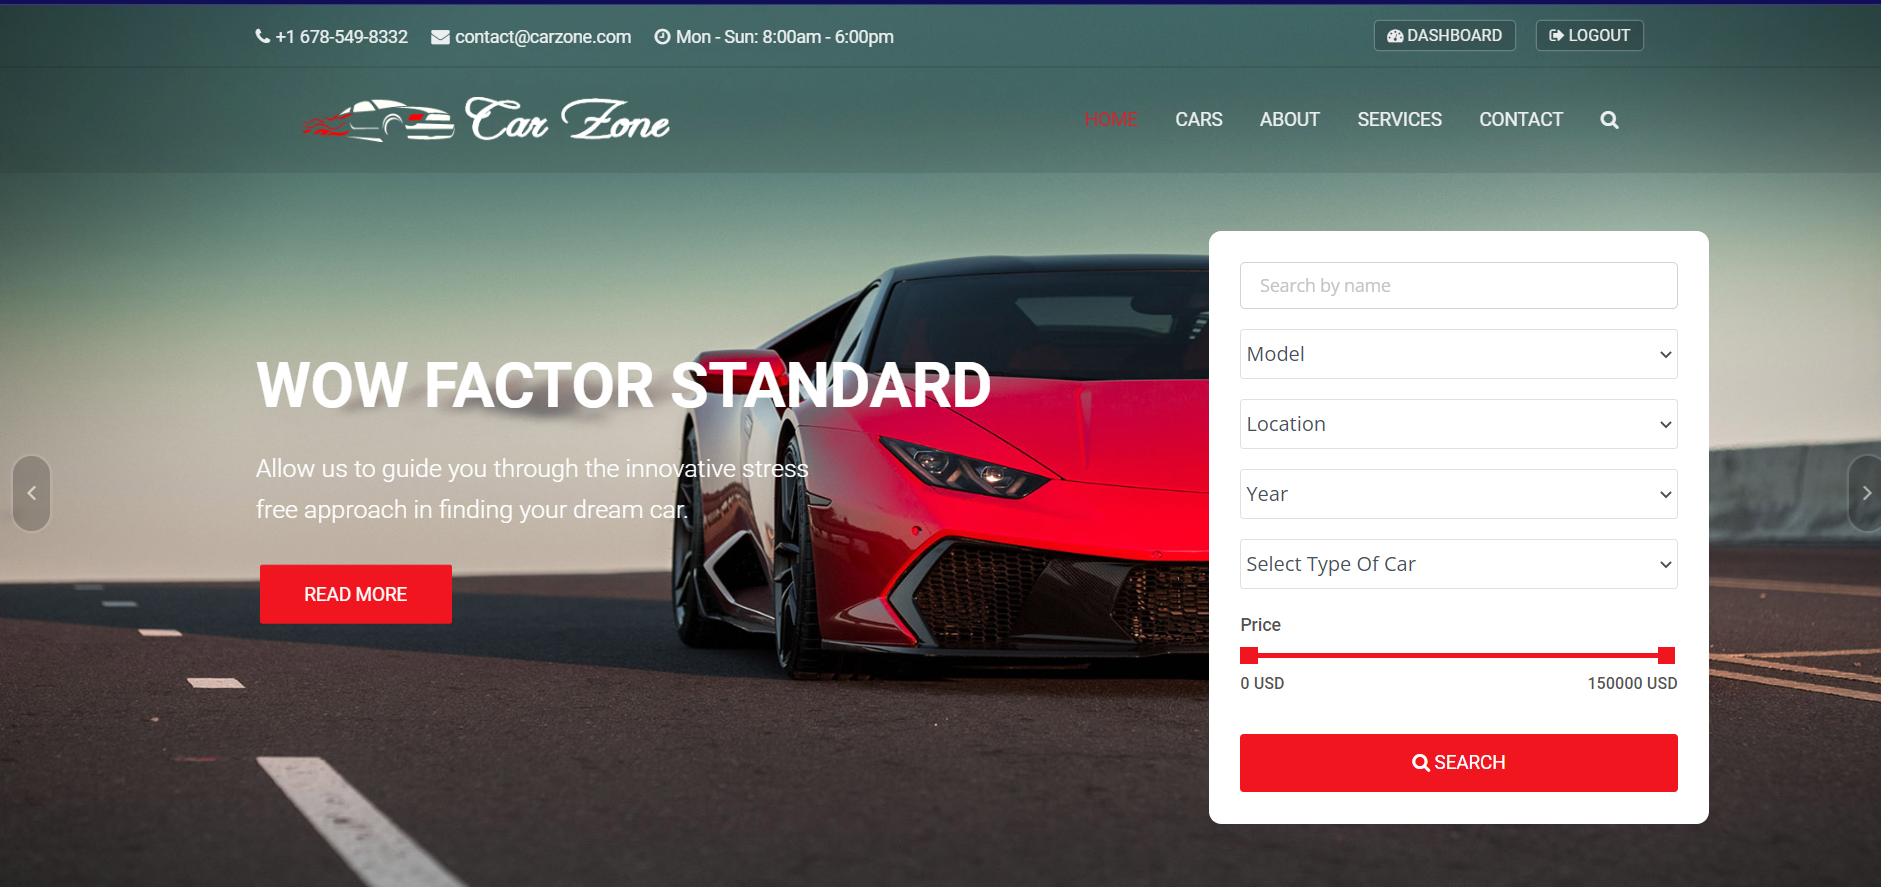 +1 678-549-8332 contact@carzone.com Mon - Sun: 8:00am - 6:00pm DASHBOARD LOGOUT
Car Zone HOME CARS ABOUT SERVICES CONTACT
Search by name
Model
WOW FACTOR STANDARD
Location
Allow us to guide you through the innovative stress
free approach in finding your dream car.
Year
Select Type Of Car
READ MORE
Price
0 USD 150000 USD
SEARCH